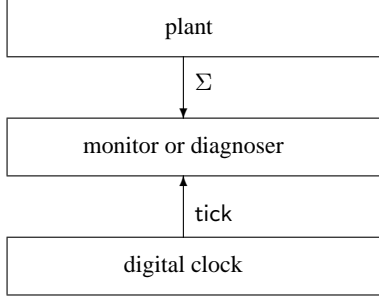 plant
Σ
monitor or diagnoser
tick
digital clock